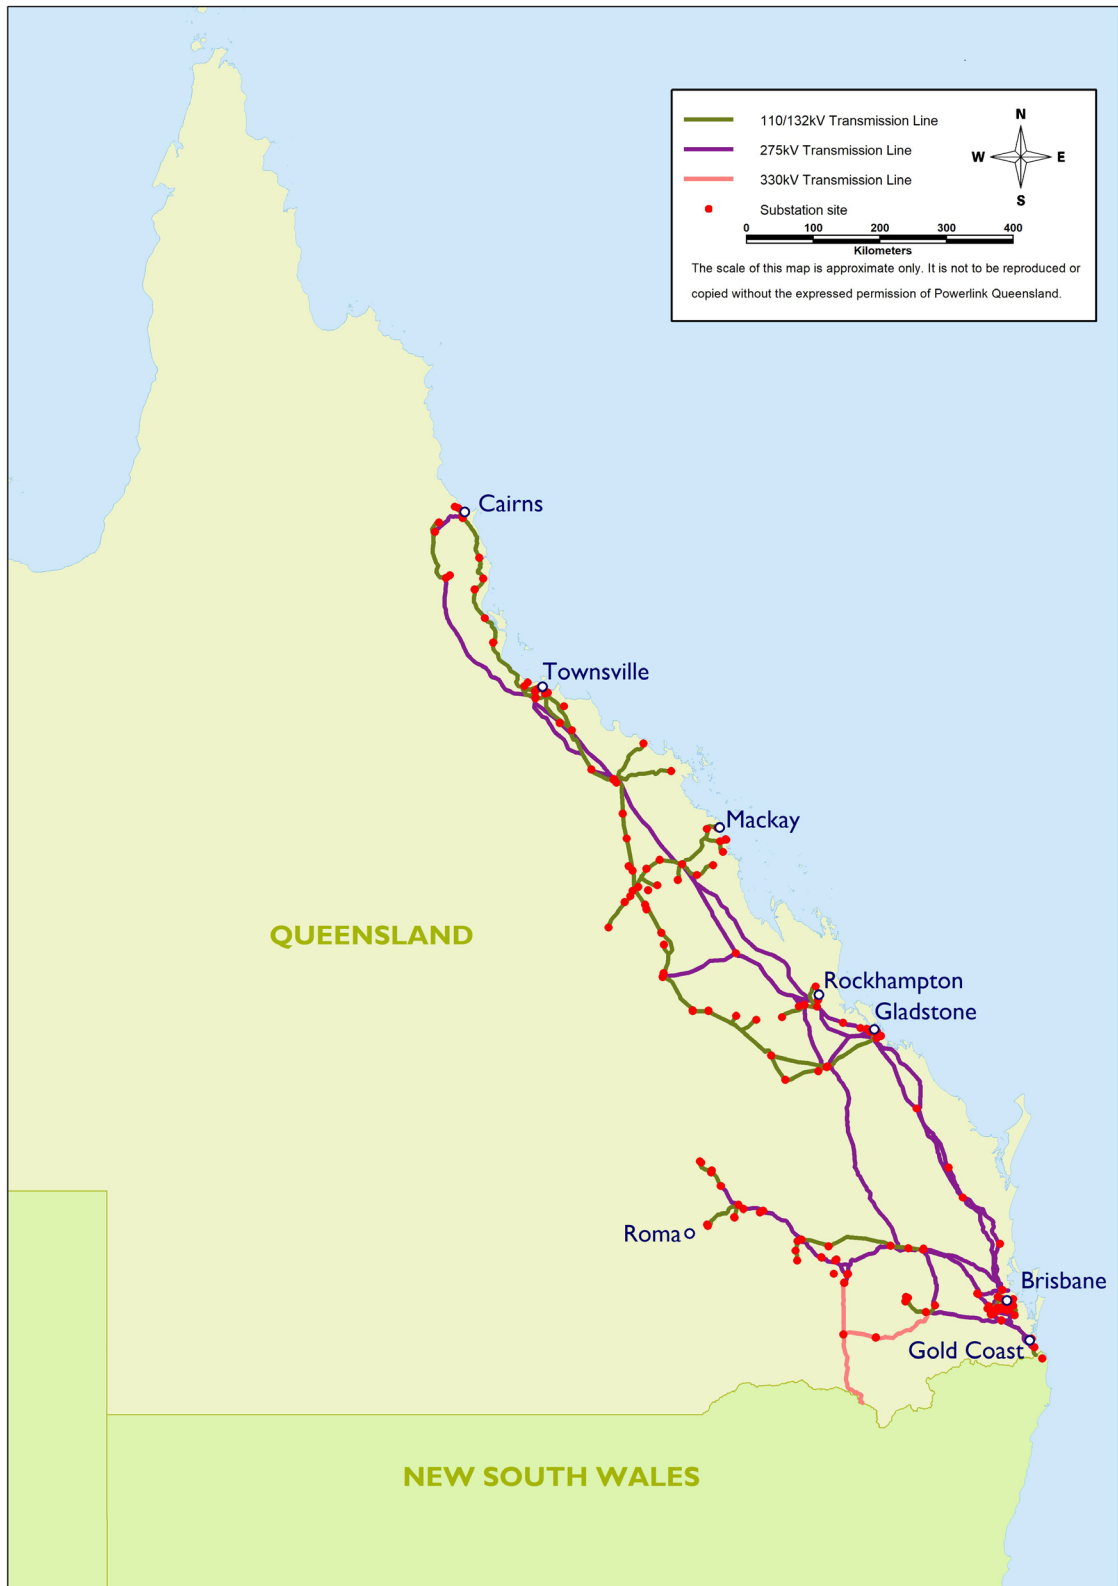 110/132kV Transmission Line
275kV Transmission Line
330kV Transmission Line
Substation site
N
W E
S
0 100 200 300 400
Kilometers
The scale of this map is approximate only. It is not to be reproduced or
copied without the expressed permission of Powerlink Queensland.
Cairns
Townsville
Mackay
QUEENSLAND
Rockhampton
Gladstone
Roma
Brisbane
Gold Coast
NEW SOUTH WALES